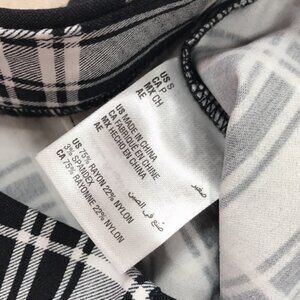 US S
CA P
AE
MX CH
صغير
US MADE IN CHINA
CA FABRIQUÉ EN CHINE
MX HECHO EN CHINA
AE
صنع في الصين
US 75% RAYON 22% NYLON
3% SPANDEX
CA 75% RAYONNE 22% NYLON